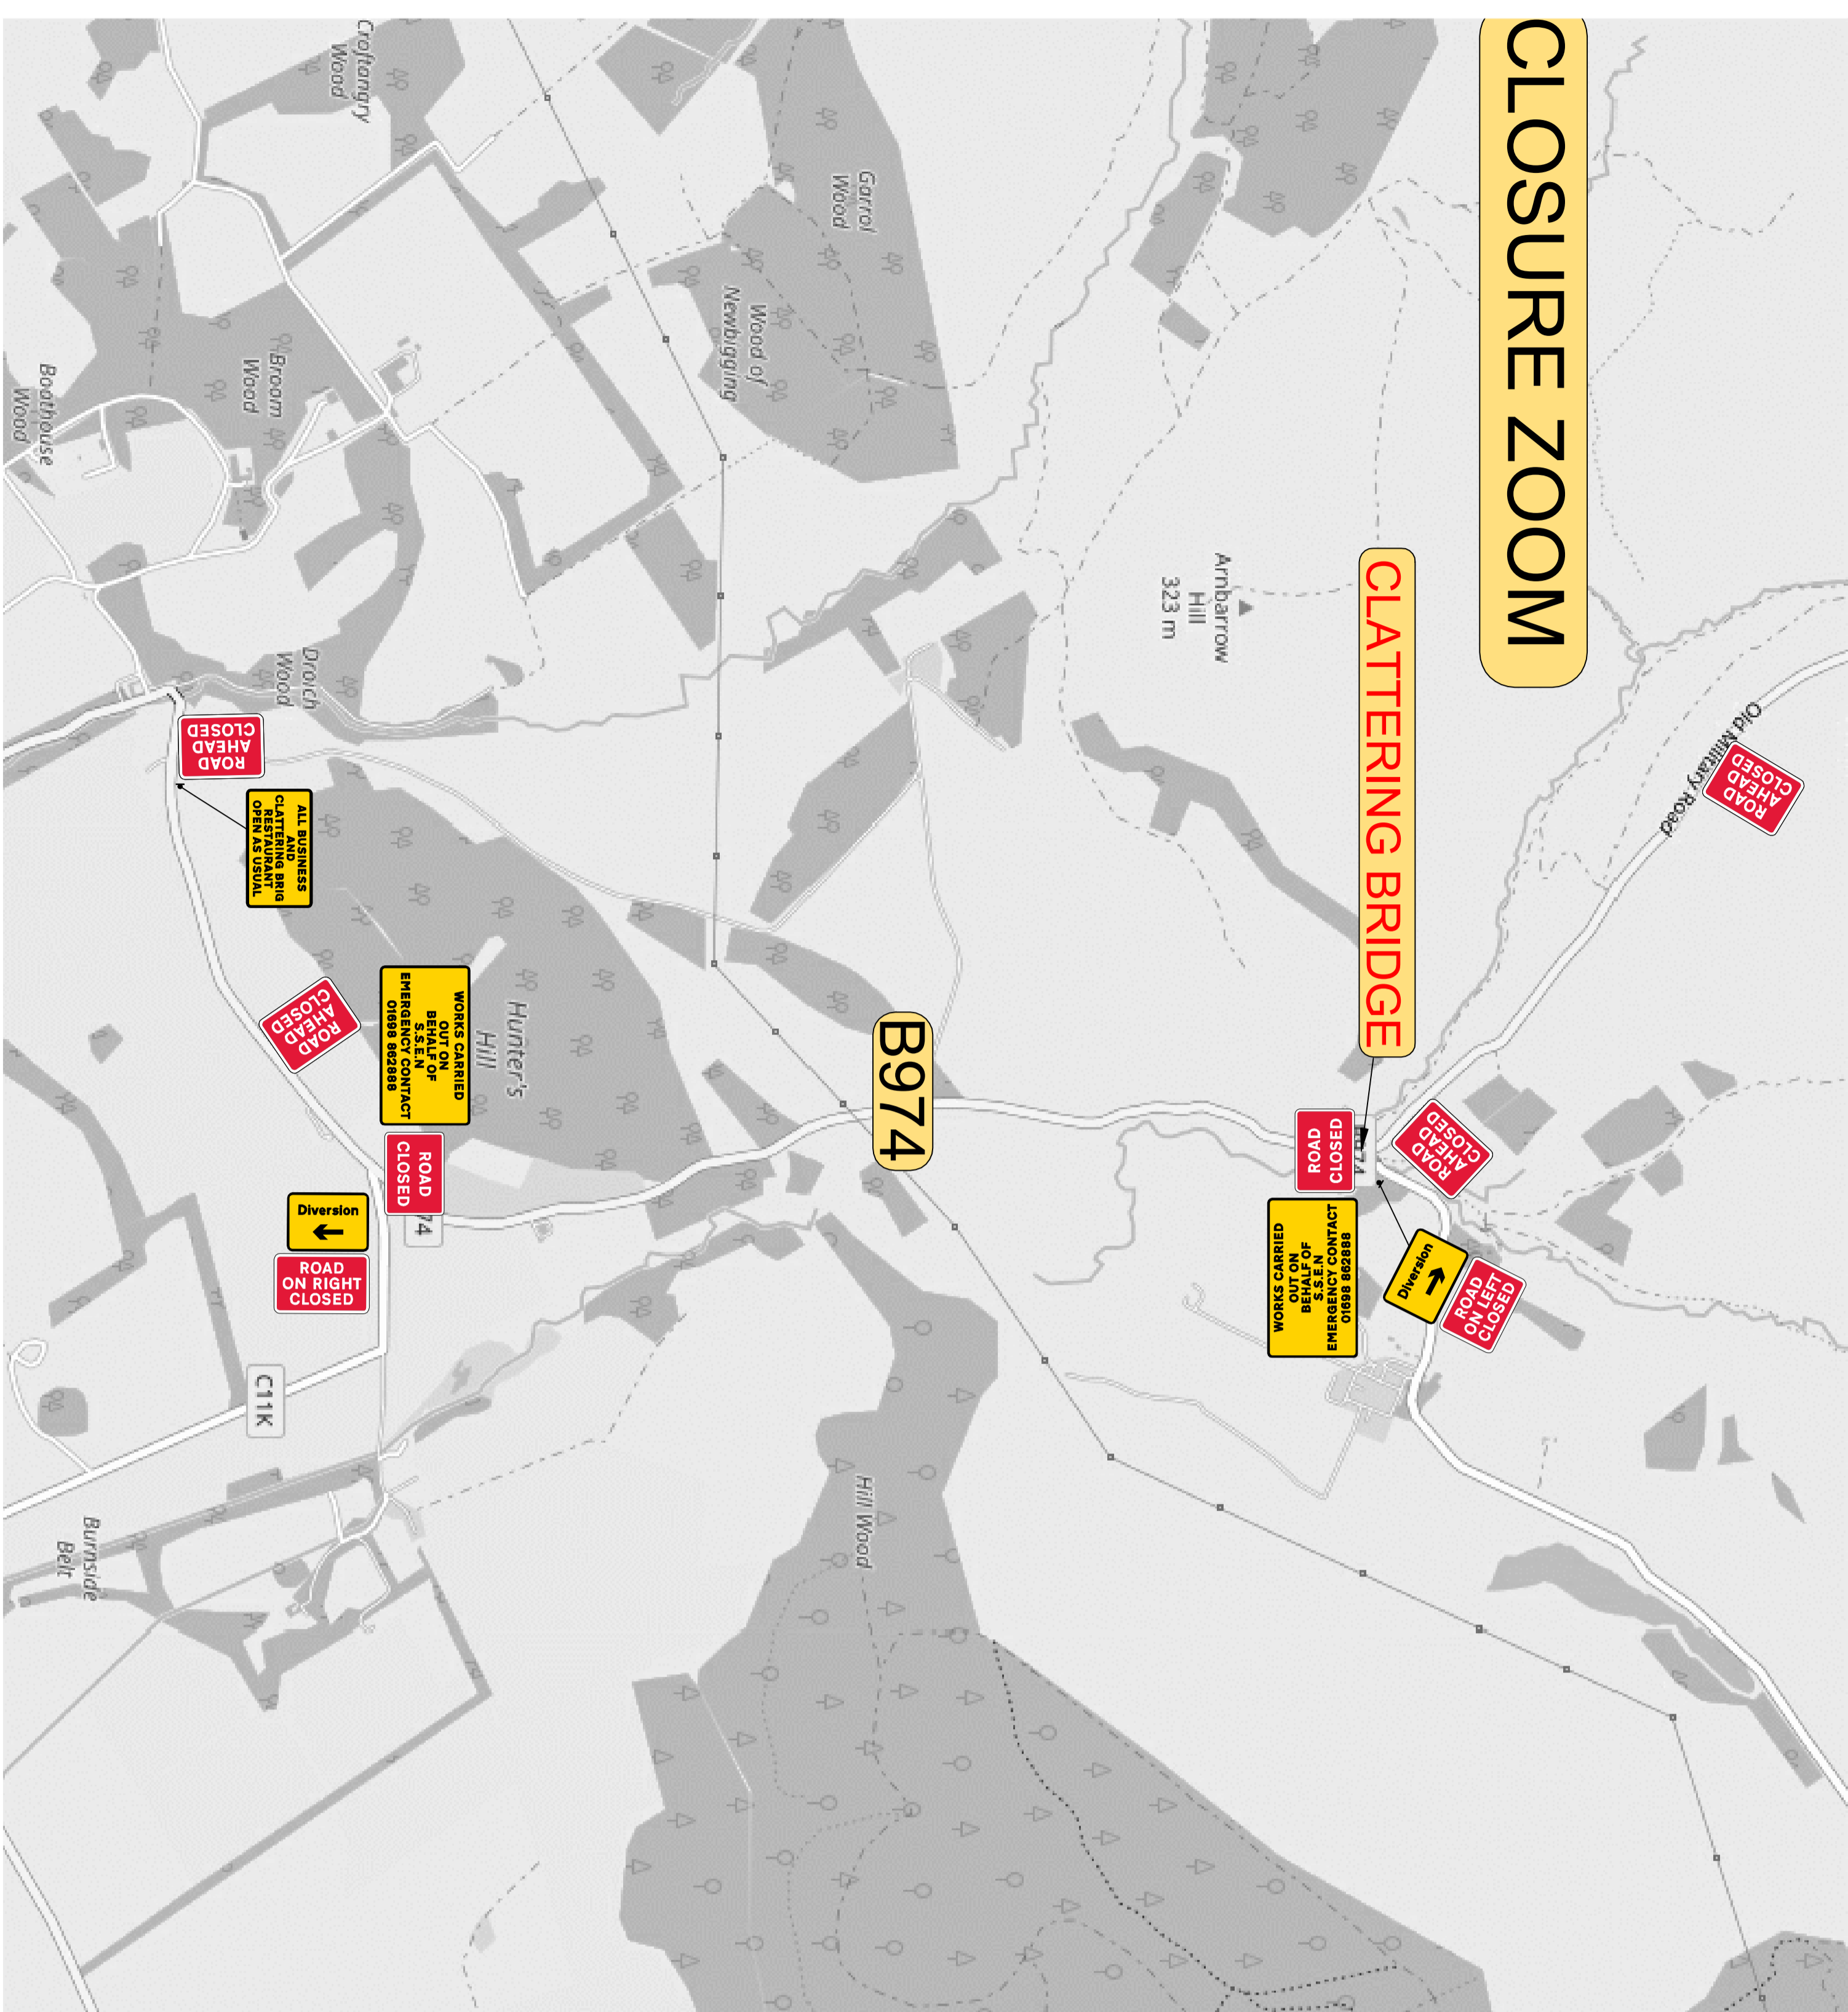 CLOSURE ZOOM
Old Military Road
ROAD
AHEAD
CLOSED
CLATTERING BRIDGE
Arnbarrow
Hill
323 m
ROAD
AHEAD
CLOSED
ROAD
CLOSED
74
Diversion
ROAD
ON LEFT
CLOSED
WORKS CARRIED
OUT ON
BEHALF OF
S.S.E.N
EMERGENCY CONTACT
01698 862888
B974
Garrol
Wood
Wood of
Newbigging
Hill Wood
Croftangry
Wood
Broom
Wood
Boothouse
Wood
Droich
Wood
Hunter's
Hill
WORKS CARRIED
OUT ON
BEHALF OF
S.S.E.N
EMERGENCY CONTACT
01698 862888
ROAD
CLOSED
74
ROAD
AHEAD
CLOSED
ALL BUSINESS
AND
CLATTERING BRIG
RESTAURANT
OPEN AS USUAL
ROAD
AHEAD
CLOSED
Diversion
ROAD
ON RIGHT
CLOSED
C11K
Burnside
Belt